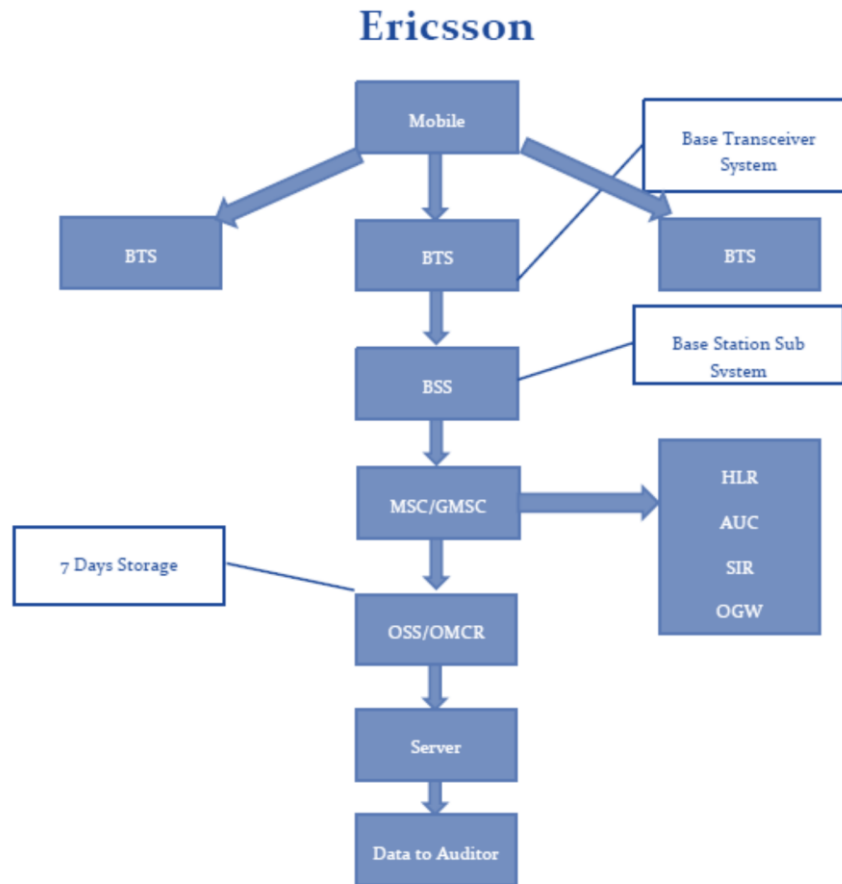 Ericsson
Mobile
Base Transceiver
System
BTS
BTS
BTS
Base Station Sub
System
BSS
MSC/GMSC
HLR
AUC
SIR
OGW
7 Days Storage
OSS/OMCR
Server
Data to Auditor